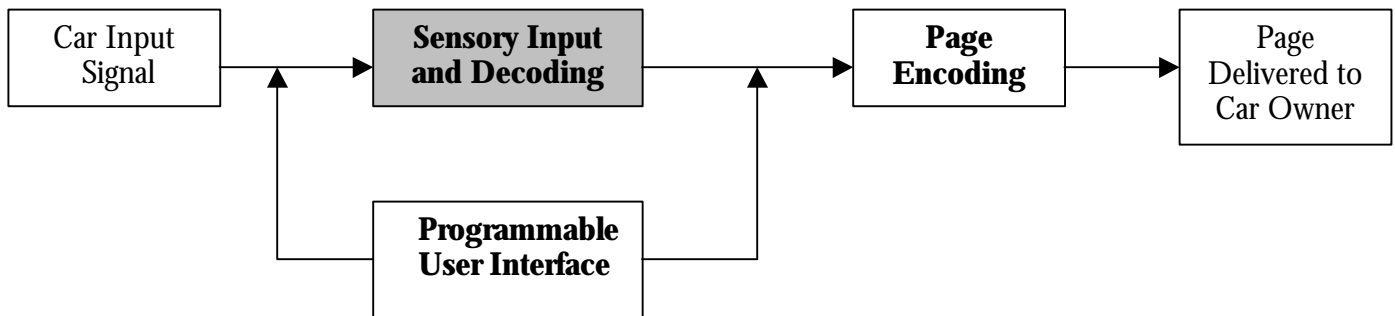 Car Input
Signal
Sensory Input
and Decoding
Page
Encoding
Page
Delivered to
Car Owner
Programmable
User Interface